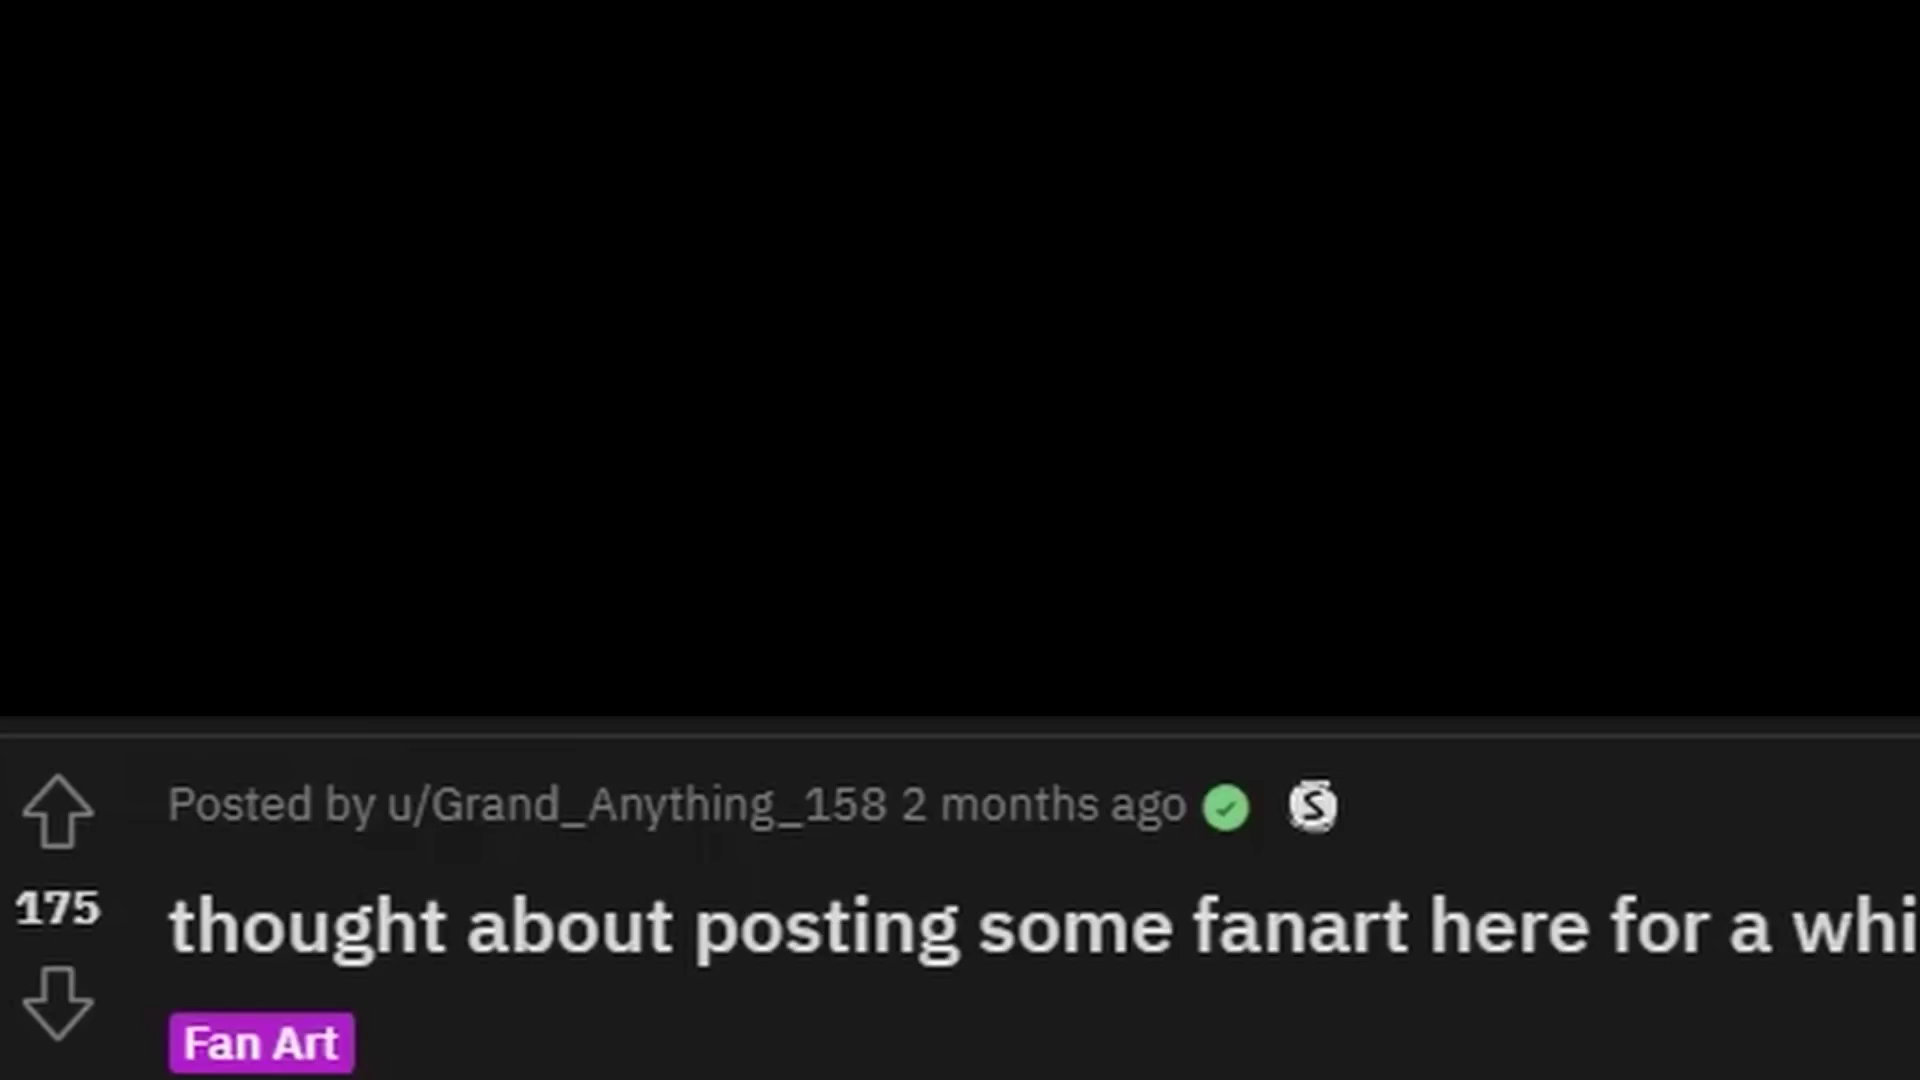 Posted by u/Grand_Anything_158 2 months ago
175
thought about posting some fanart here for a whi
Fan Art